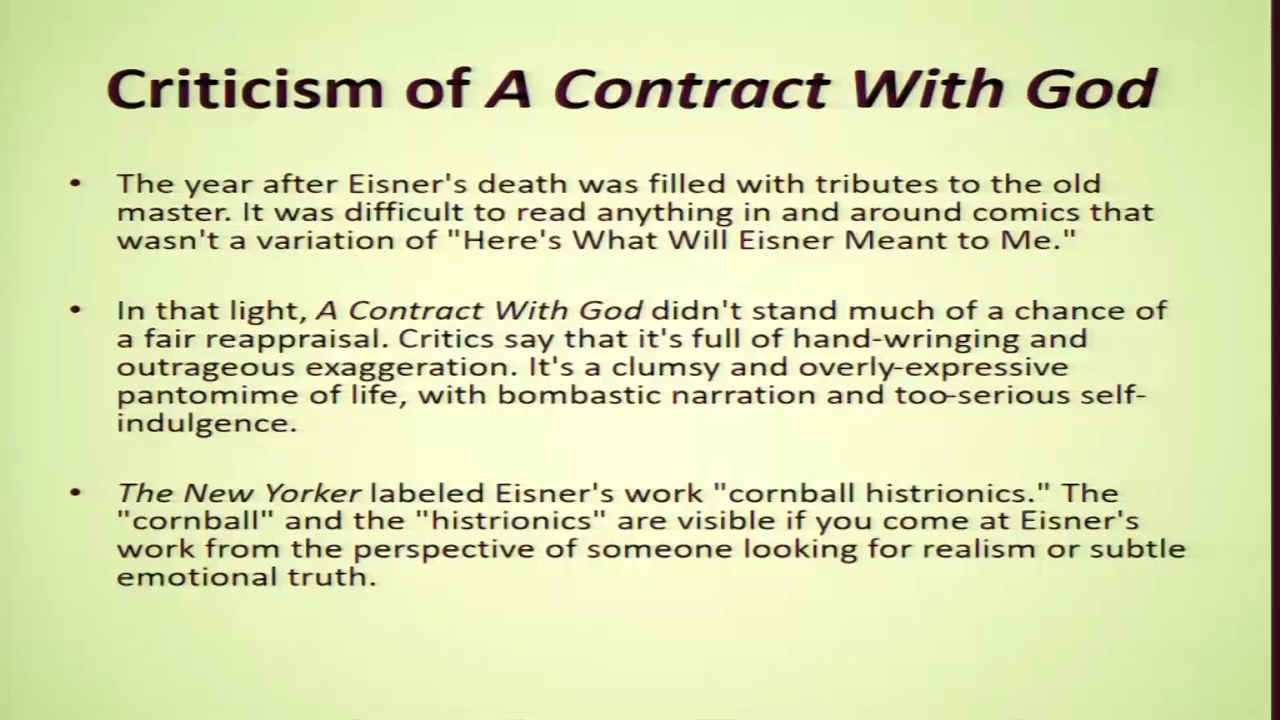 Criticism of A Contract With God
• The year after Eisner's death was filled with tributes to the old
master. It was difficult to read anything in and around comics that
wasn't a variation of "Here's What Will Eisner Meant to Me."
• In that light, A Contract With God didn't stand much of a chance of
a fair reappraisal. Critics say that it's full of hand-wringing and
outrageous exaggeration. It's a clumsy and overly-expressive
pantomime of life, with bombastic narration and too-serious self-
indulgence.
• The New Yorker labeled Eisner's work "cornball histrionics." The
"cornball" and the "histrionics" are visible if you come at Eisner's
work from the perspective of someone looking for realism or subtle
emotional truth.